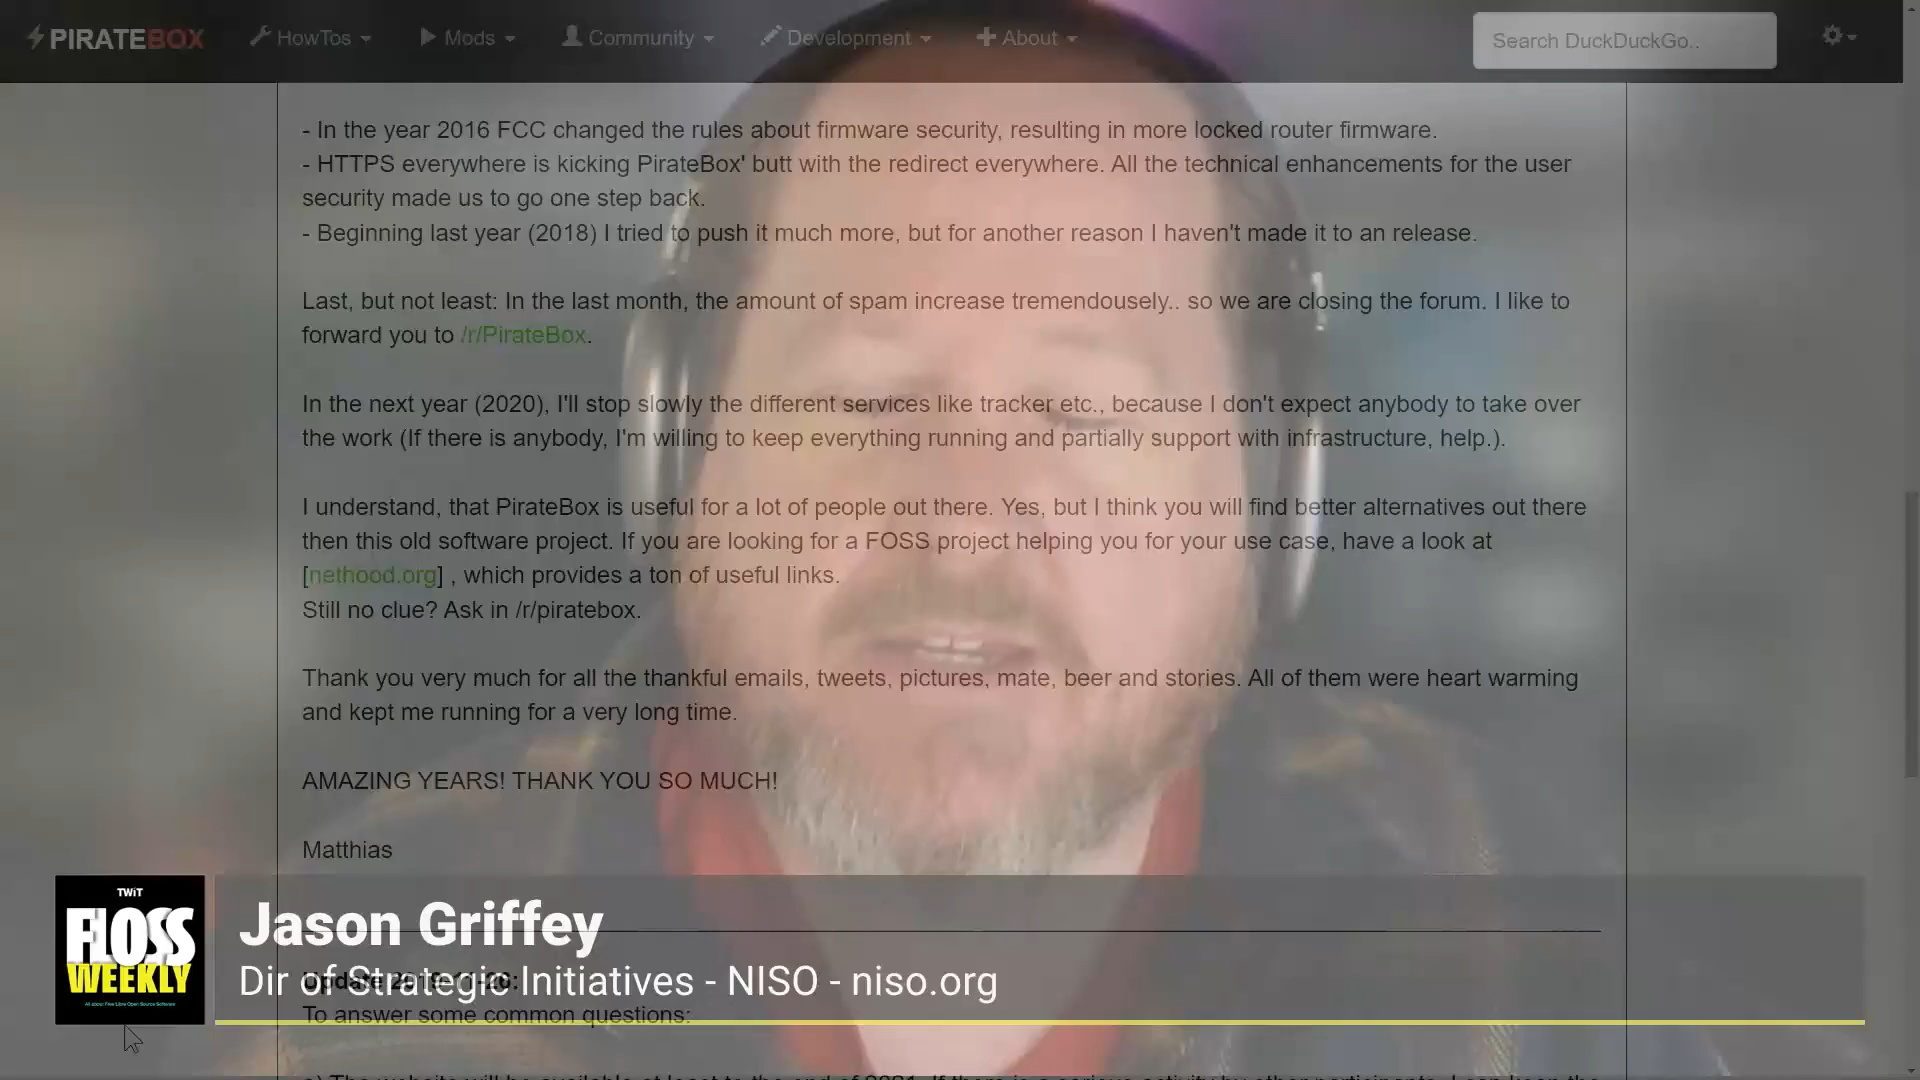 PIRATEBOX HowTos Mods Community Development About Search DuckDuckGo..
- In the year 2016 FCC changed the rules about firmware security, resulting in more locked router firmware.
- HTTPS everywhere is kicking PirateBox' butt with the redirect everywhere. All the technical enhancements for the user
security made us to go one step back.
- Beginning last year (2018) I tried to push it much more, but for another reason I haven't made it to an release.
Last, but not least: In the last month, the amount of spam increase tremendousely.. so we are closing the forum. I like to
forward you to /r/PirateBox.
In the next year (2020), I'll stop slowly the different services like tracker etc., because I don't expect anybody to take over
the work (If there is anybody, I'm willing to keep everything running and partially support with infrastructure, help.).
I understand, that PirateBox is useful for a lot of people out there. Yes, but I think you will find better alternatives out there
then this old software project. If you are looking for a FOSS project helping you for your use case, have a look at
[nethood.org] , which provides a ton of useful links.
Still no clue? Ask in /r/piratebox.
Thank you very much for all the thankful emails, tweets, pictures, mate, beer and stories. All of them were heart warming
and kept me running for a very long time.
AMAZING YEARS! THANK YOU SO MUCH!
Matthias
TWiT
FLOSS
WEEKLY
All about Free Libre Open Source Software
Jason Griffey
Dir of Strategic Initiatives - NISO - niso.org
Update 2019-11-26:
To answer some common questions: